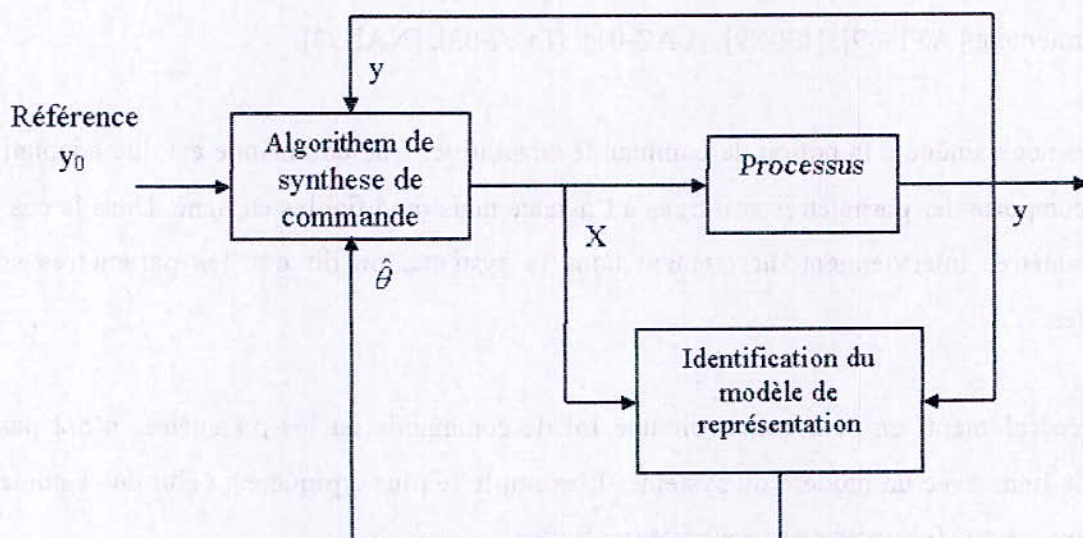 y
Référence
y₀
Algorithem de
synthese de
commande
Processus
X
y
θ̂
Identification du
modèle de
représentation